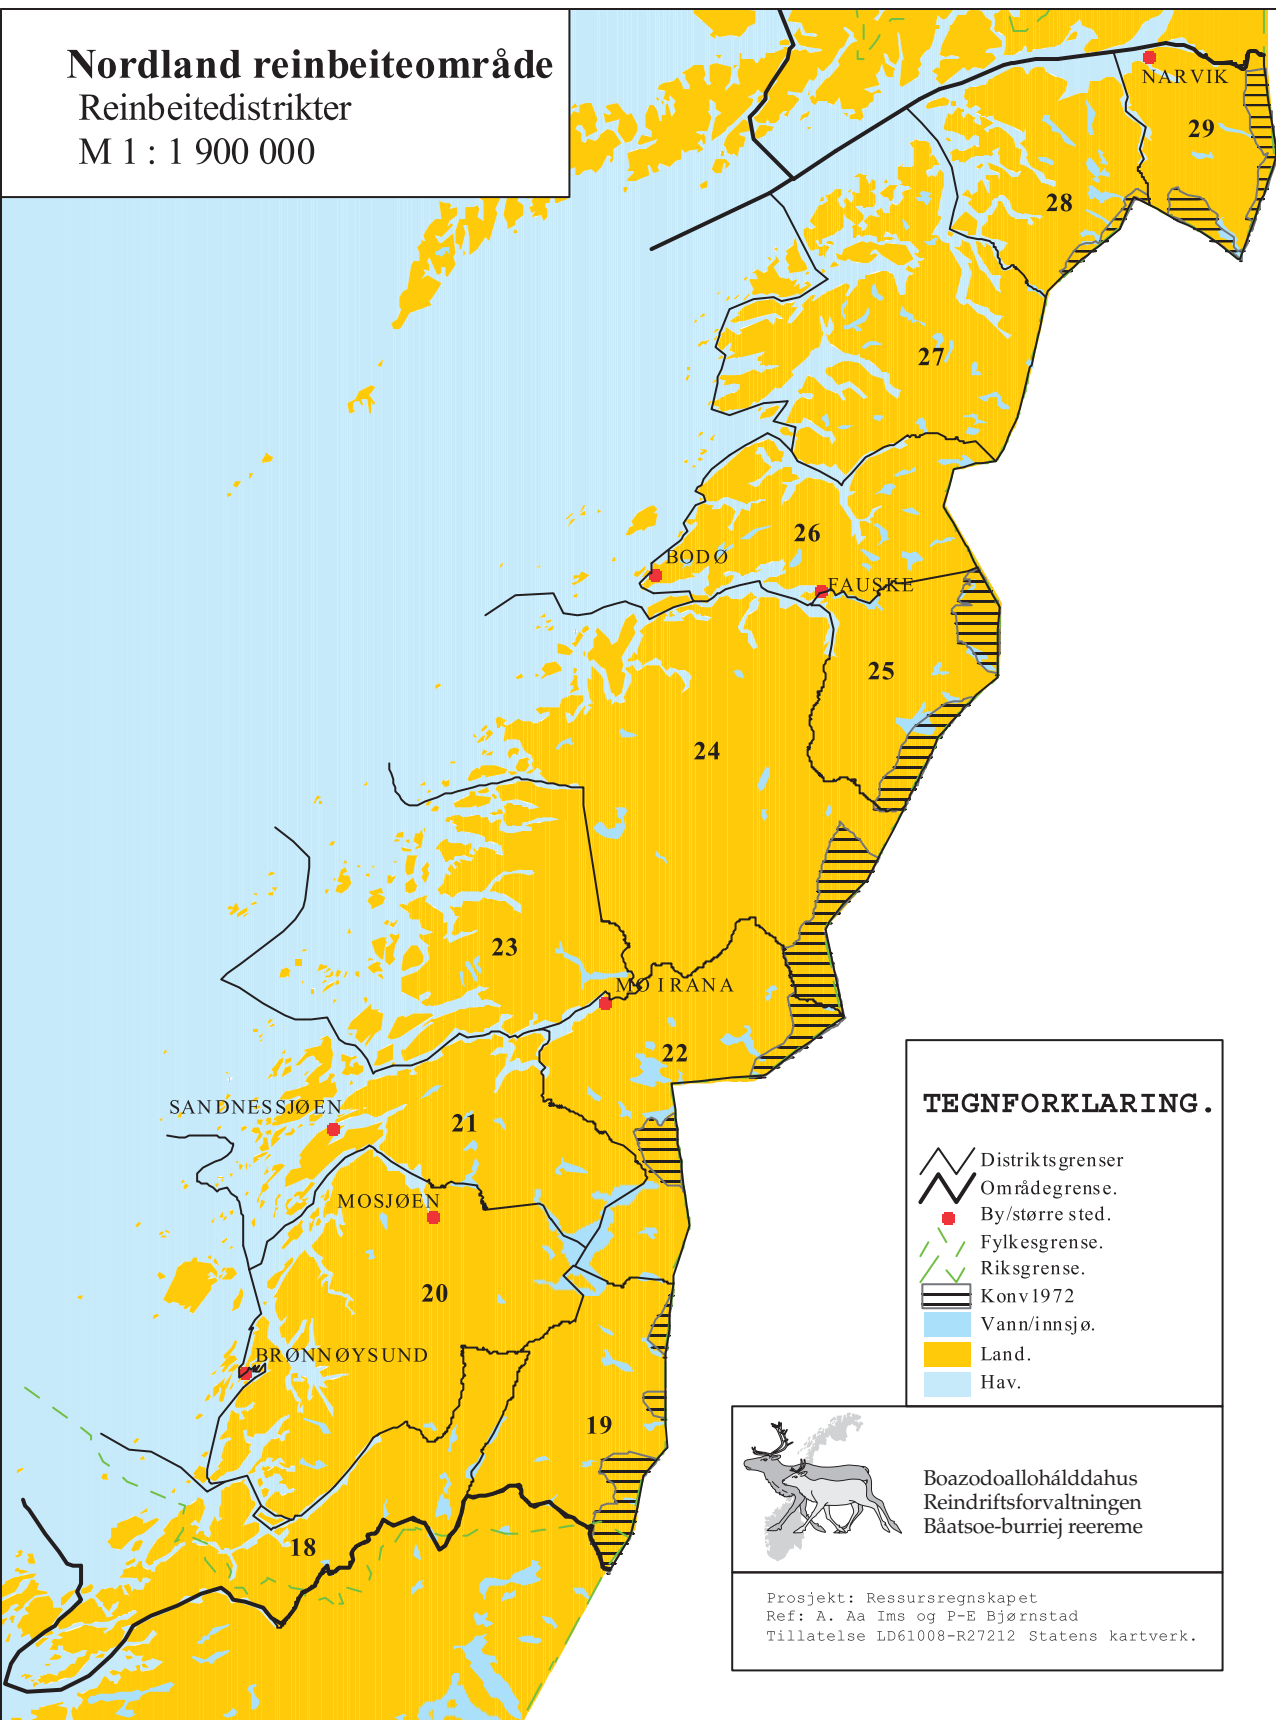 Nordland reinbeiteområde
Reinbeitedistrikter
M 1 : 1 900 000
NARVIK
29
28
27
26
BODØ
FAUSKE
25
24
23
MO I RANA
22
SANDNESSJØEN
21
MOSJØEN
20
BRØNNØYSUND
19
18
TEGNFORKLARING.
Distriktsgrenser
Områdegrense.
By/større sted.
Fylkesgrense.
Riksgrense.
Konv1972
Vann/innsjø.
Land.
Hav.
Boazodoallohálddahus
Reindriftsforvaltningen
Båatsoe-burriej reereme
Prosjekt: Ressursregnskapet
Ref: A. Aa Ims og P-E Bjørnstad
Tillatelse LD61008-R27212 Statens kartverk.